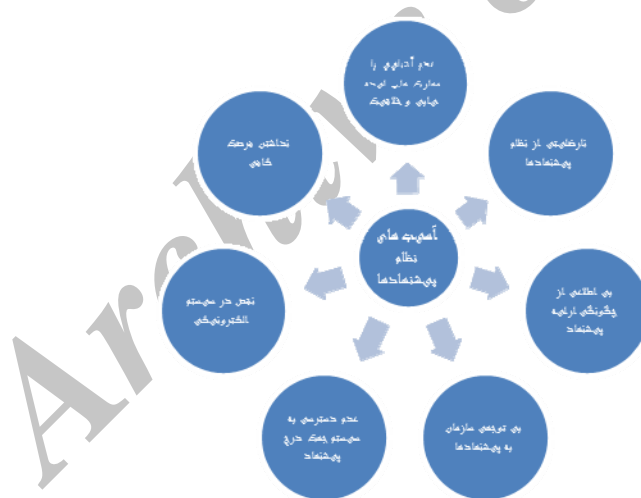 عدم آشنایی با
مهارت های ایده
یابی و خلاقیت
نارضایتی از نظام
پیشنهادها
بی اطلاعی از
چگونگی ارایه
پیشنهاد
بی توجهی سازمان
به پیشنهادها
عدم دسترسی به
سیستم جهت درج
پیشنهاد
نقص در سیستم
الکترونیکی
نداشتن فرصت
کافی
آسیب های
نظام
پیشنهادها